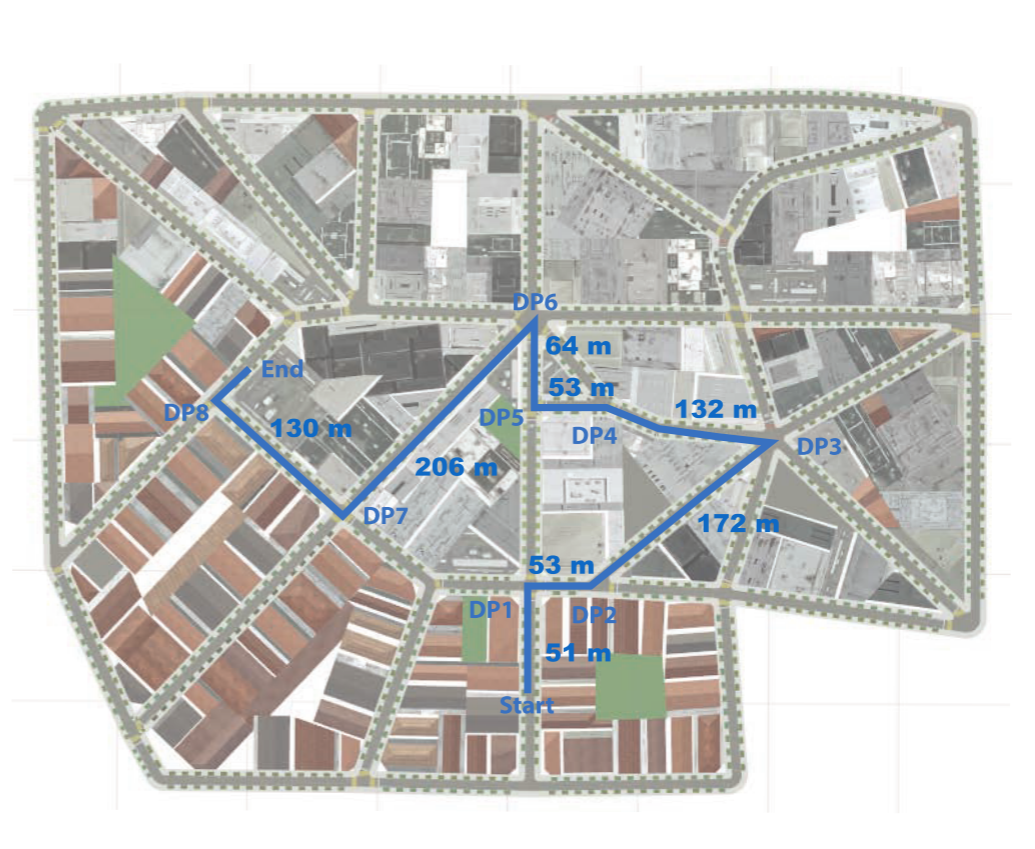 DP6
64 m
End
53 m
132 m
DP8
DP5
130 m
DP4
DP3
206 m
DP7
172 m
53 m
DP1
DP2
51 m
Start